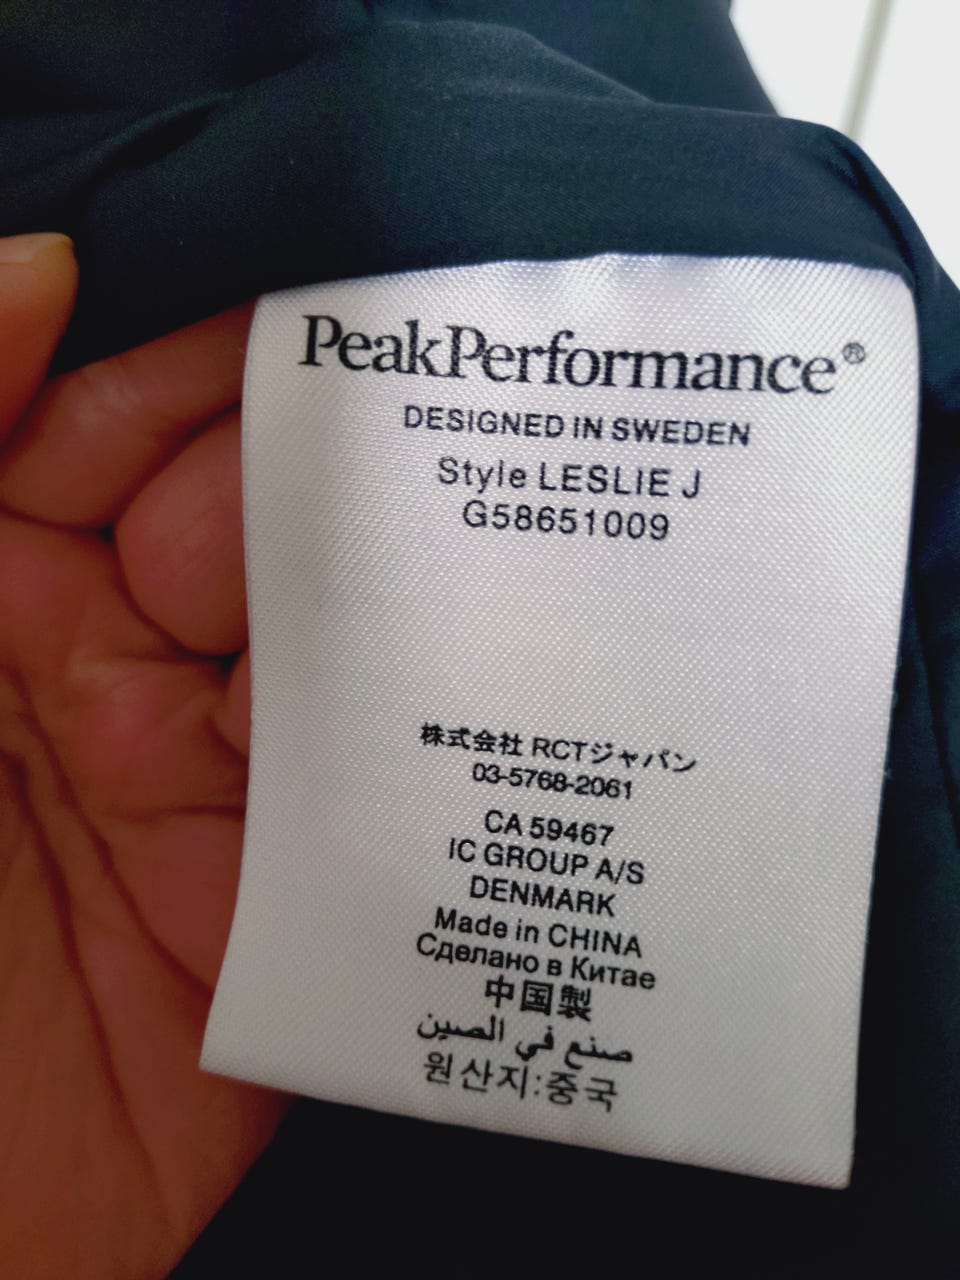 PeakPerformance®
DESIGNED IN SWEDEN
Style LESLIE J
G58651009
株式会社 RCTジャパン
03-5768-2061
CA 59467
IC GROUP A/S
DENMARK
Made in CHINA
Сделано в Китае
中国製
صنع في الصين
원산지:중국